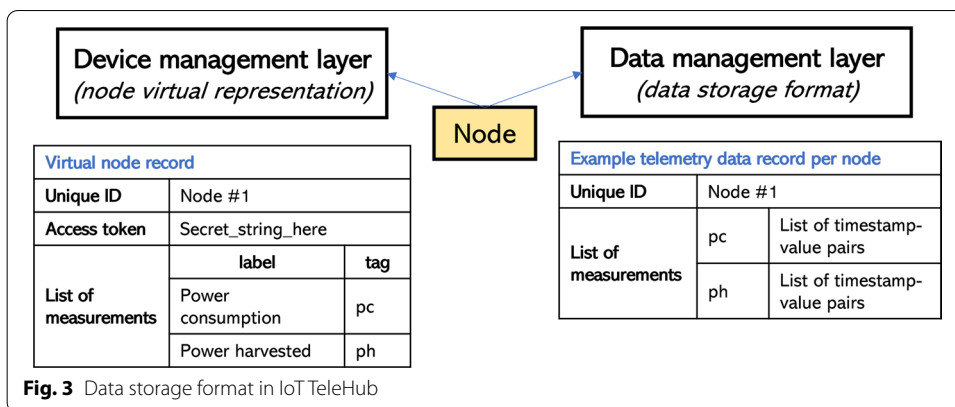 Device management layer
(node virtual representation)
Data management layer
(data storage format)
Node
Virtual node record
Unique ID Node #1
Access token Secret_string_here
List of
measurements
label tag
Power
consumption
pc
Power harvested ph
Example telemetry data record per node
Unique ID Node #1
List of
measurements
pc
List of timestamp-
value pairs
ph
List of timestamp-
value pairs
Fig. 3 Data storage format in IoT TeleHub